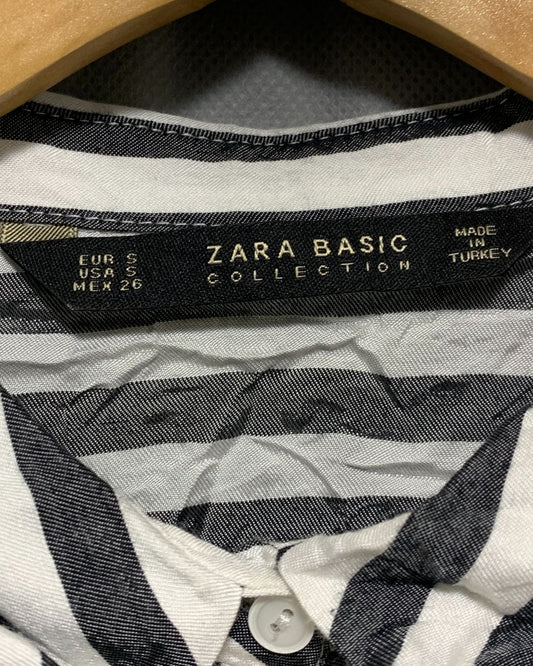 EUR S
USA S
MEX 26
ZARA BASIC
COLLECTION
MADE
IN
TURKEY